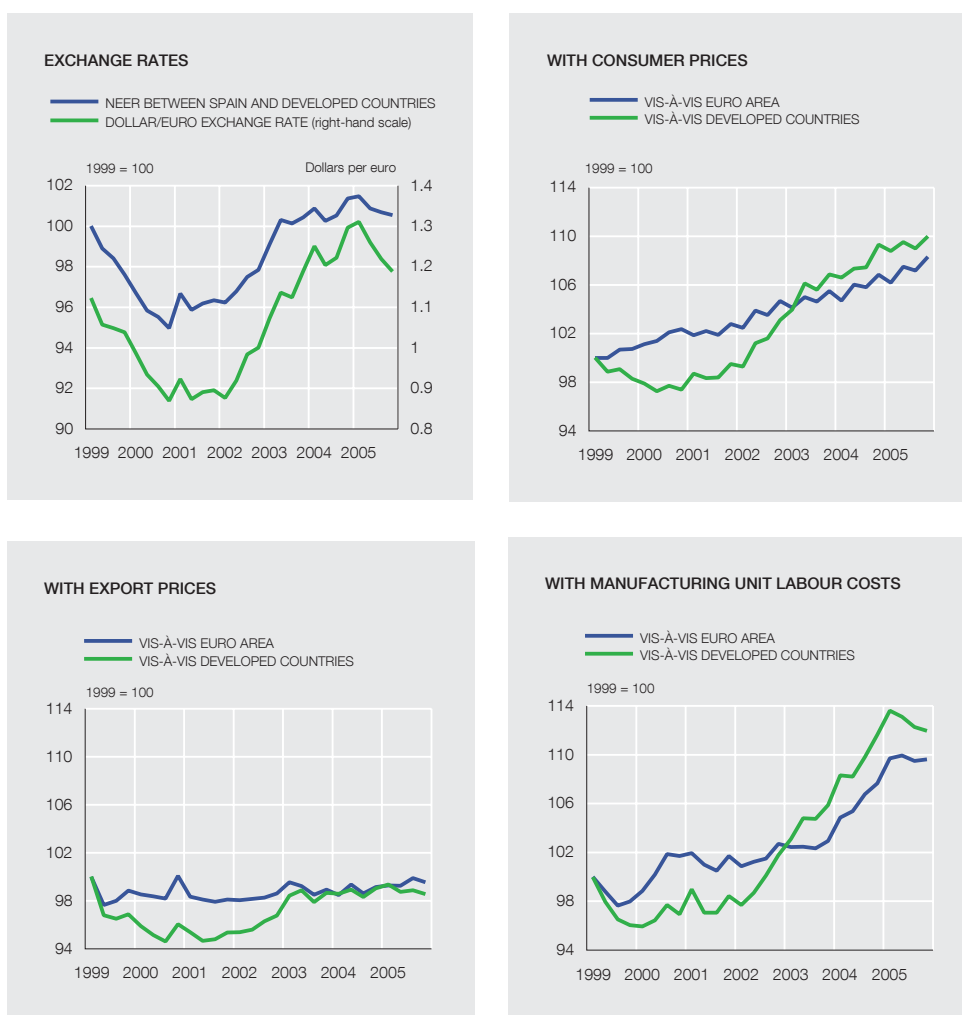 EXCHANGE RATES
NEER BETWEEN SPAIN AND DEVELOPED COUNTRIES
DOLLAR/EURO EXCHANGE RATE (right-hand scale)
1999 = 100 Dollars per euro
102 1.4
100 1.3
98 1.2
96 1.1
94 1
92 0.9
90 0.8
1999 2000 2001 2002 2003 2004 2005
WITH CONSUMER PRICES
VIS-À-VIS EURO AREA
VIS-À-VIS DEVELOPED COUNTRIES
1999 = 100
114
110
106
102
98
94
1999 2000 2001 2002 2003 2004 2005
WITH EXPORT PRICES
VIS-À-VIS EURO AREA
VIS-À-VIS DEVELOPED COUNTRIES
1999 = 100
114
110
106
102
98
94
1999 2000 2001 2002 2003 2004 2005
WITH MANUFACTURING UNIT LABOUR COSTS
VIS-À-VIS EURO AREA
VIS-À-VIS DEVELOPED COUNTRIES
1999 = 100
114
110
106
102
98
94
1999 2000 2001 2002 2003 2004 2005